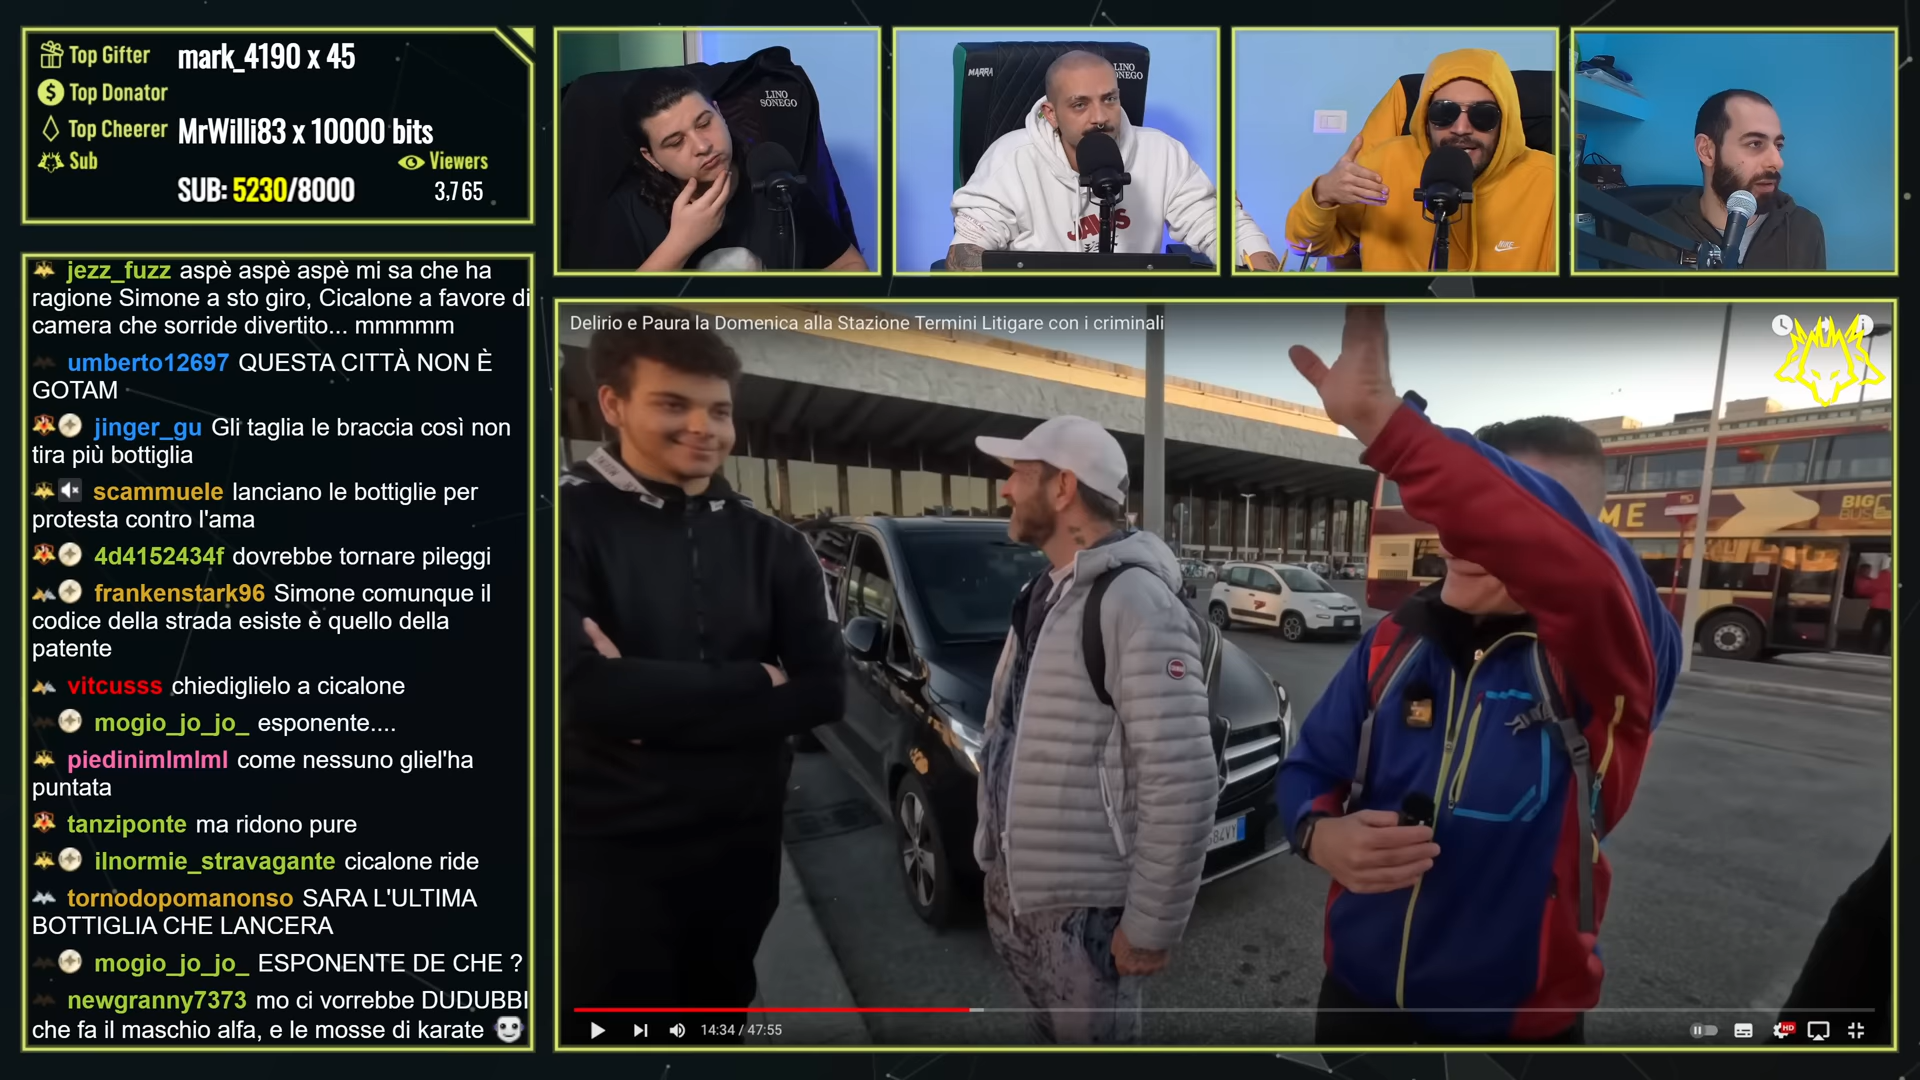 Top Gifter mark_4190 x 45
Top Donator
Top Cheerer MrWilli83 x 10000 bits
Sub Viewers
SUB: 5230/8000 3,765
jezz_fuzz aspè aspè aspè mi sa che ha
ragione Simone a sto giro, Cicalone a favore di
camera che sorride divertito... mmmmm
umberto12697 QUESTA CITTÀ NON È
GOTAM
jinger_gu Gli taglia le braccia così non
tira più bottiglia
scammuele lanciano le bottiglie per
protesta contro l'ama
4d4152434f dovrebbe tornare pileggi
frankenstark96 Simone comunque il
codice della strada esiste è quello della
patente
vitcusss chiediglielo a cicalone
mogio_jo_jo_ esponente....
piedinimlmlml come nessuno gliel'ha
puntata
tanziponte ma ridono pure
ilnormie_stravagante cicalone ride
tornodopomanonso SARA L'ULTIMA
BOTTIGLIA CHE LANCERA
mogio_jo_jo_ ESPONENTE DE CHE ?
newgranny7373 mo ci vorrebbe DUDUBBI
che fa il maschio alfa, e le mosse di karate
LINO
SONEGO
MARRA
LINO
SONEGO
JAWS
NIKE
Delirio e Paura la Domenica alla Stazione Termini Litigare con i criminali
ME
BIG
BUS
14:34 / 47:55
HD